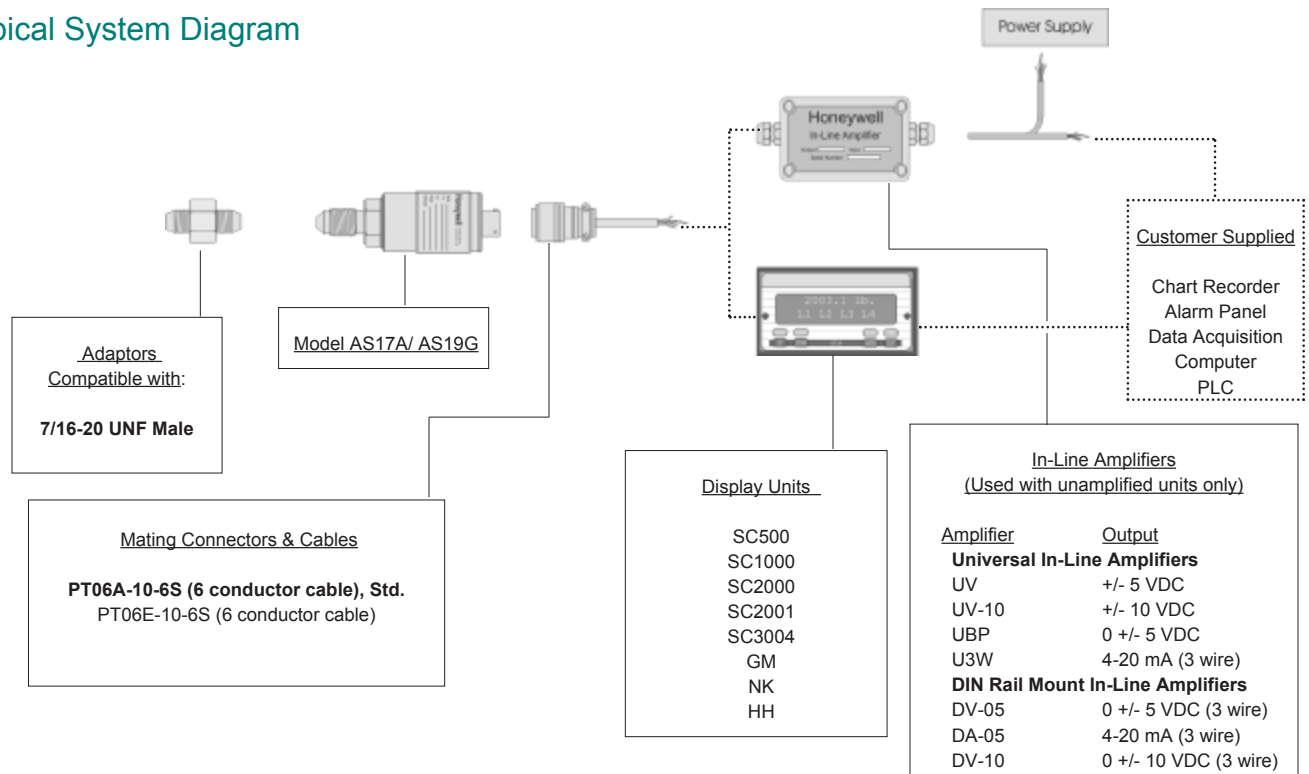 pical System Diagram
Power Supply
Honeywell
In-Line Amplifier
Serial Number
Honeywell
2003.1 lb.
L1 L2 L3 L4
Customer Supplied
Chart Recorder
Alarm Panel
Data Acquisition
Computer
PLC
Adaptors
Compatible with:
7/16-20 UNF Male
Model AS17A/ AS19G
Mating Connectors & Cables
PT06A-10-6S (6 conductor cable), Std.
PT06E-10-6S (6 conductor cable)
Display Units
SC500
SC1000
SC2000
SC2001
SC3004
GM
NK
HH
In-Line Amplifiers
(Used with unamplified units only)
Amplifier Output
Universal In-Line Amplifiers
UV +/- 5 VDC
UV-10 +/- 10 VDC
UBP 0 +/- 5 VDC
U3W 4-20 mA (3 wire)
DIN Rail Mount In-Line Amplifiers
DV-05 0 +/- 5 VDC (3 wire)
DA-05 4-20 mA (3 wire)
DV-10 0 +/- 10 VDC (3 wire)